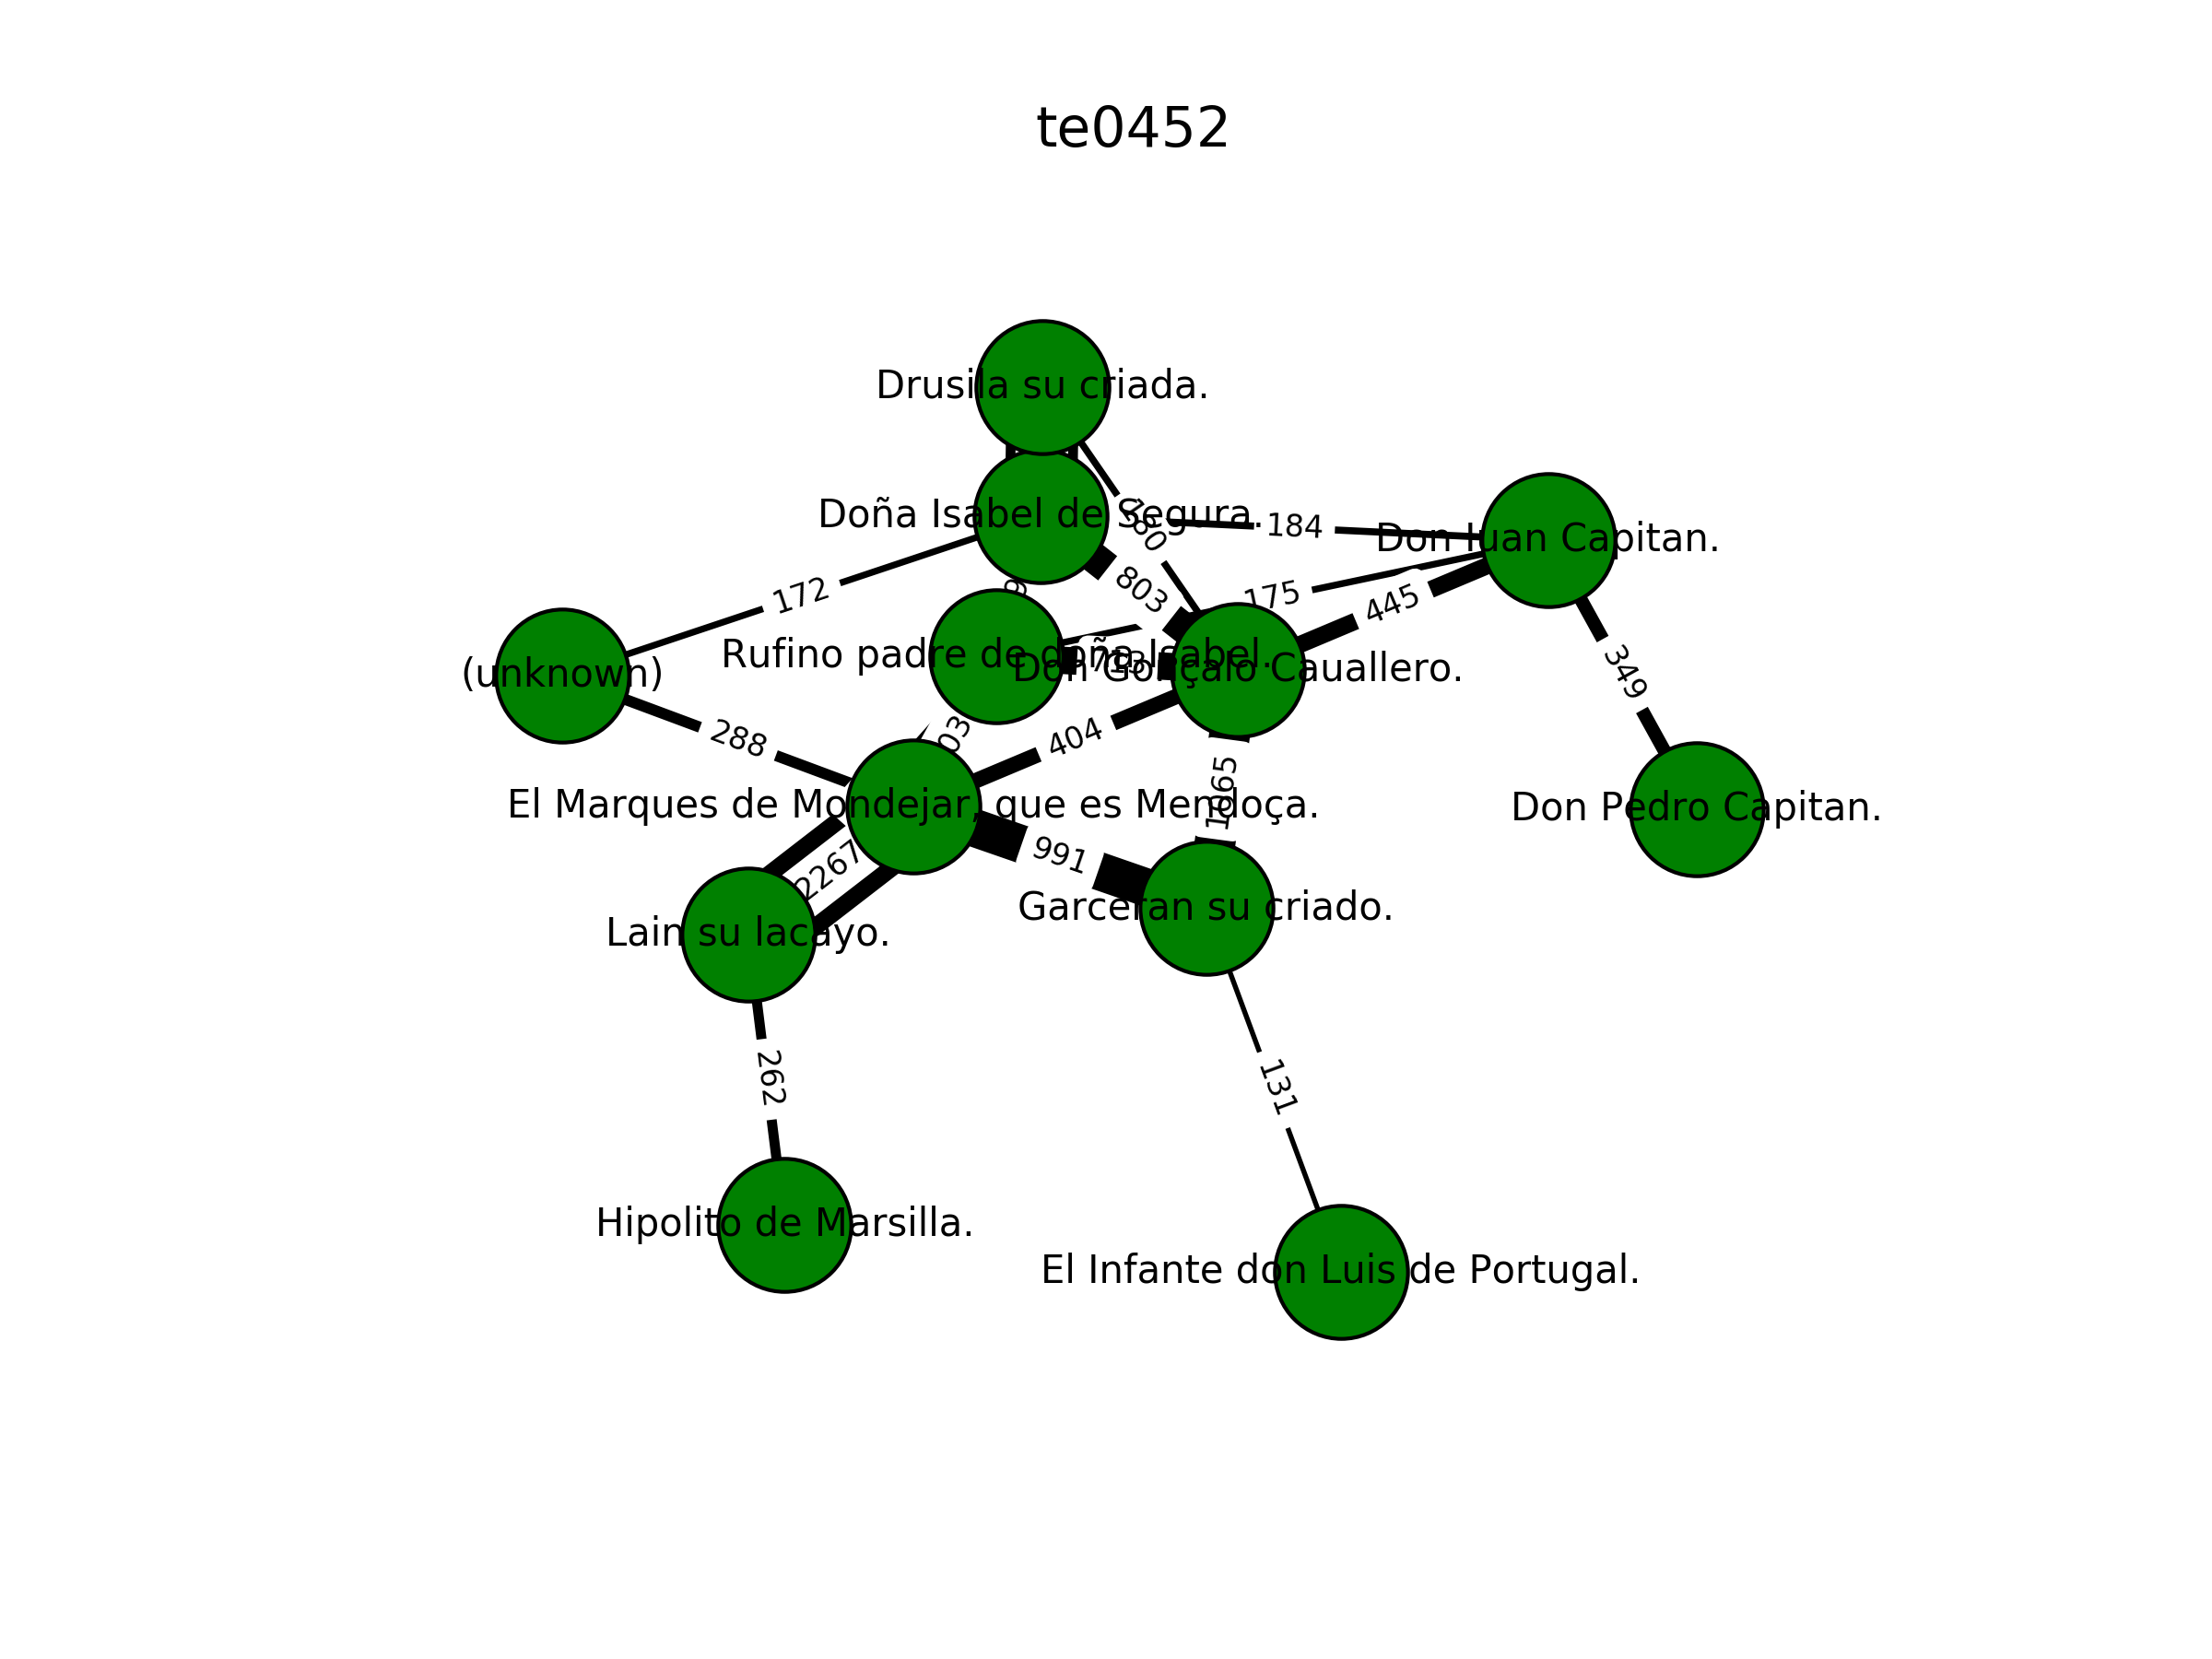 te0452
Drusila su criada.
Doña Isabel de Segura.
180
184
Don Iuan Capitan.
172
803
175
445
Rufino padre de doña Isabel.
713
Don Gonçalo Cauallero.
(unknown)
349
288
404
1065
El Marques de Mondejar, que es Mendoça.
Don Pedro Capitan.
991
2267
Garceran su criado.
Lain su lacayo.
262
131
Hipolito de Marsilla.
El Infante don Luis de Portugal.